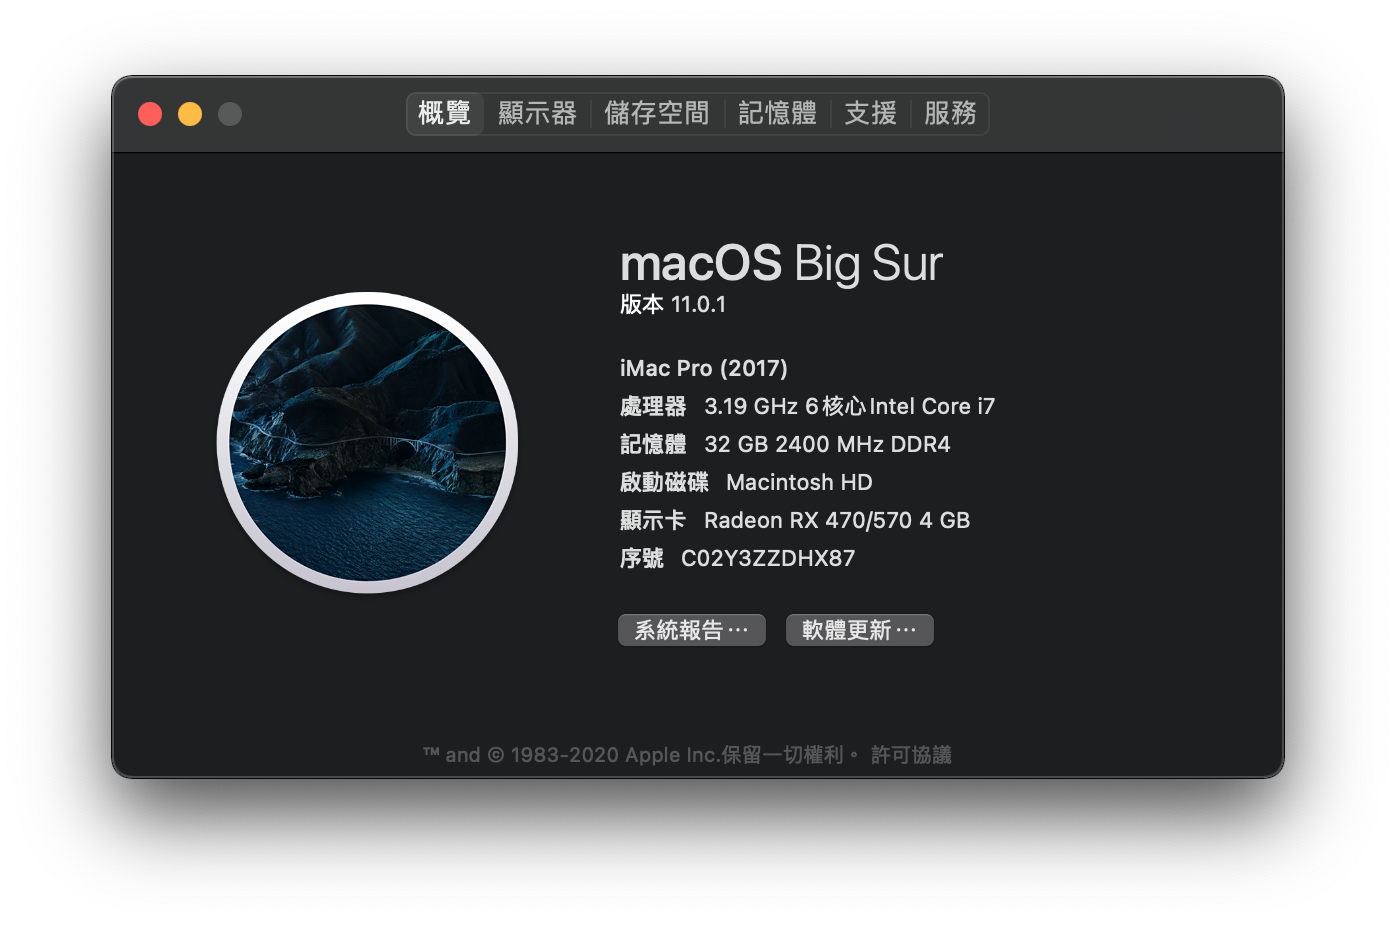 概覽 顯示器 儲存空間 記憶體 支援 服務
macOS Big Sur
版本 11.0.1
iMac Pro (2017)
處理器 3.19 GHz 6核心Intel Core i7
記憶體 32 GB 2400 MHz DDR4
啟動磁碟 Macintosh HD
顯示卡 Radeon RX 470/570 4 GB
序號 C02Y3ZZDHX87
系統報告⋯ 軟體更新⋯
™ and © 1983-2020 Apple Inc.保留一切權利。 許可協議